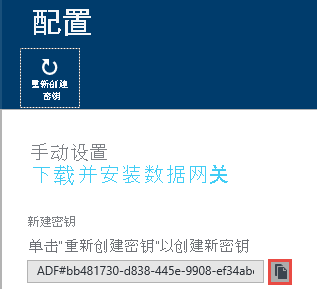 配置
重新创建
密钥
手动设置
下载并安装数据网关
新建密钥
单击“重新创建密钥”以创建新密钥
ADF#bb481730-d838-445e-9908-ef34abc